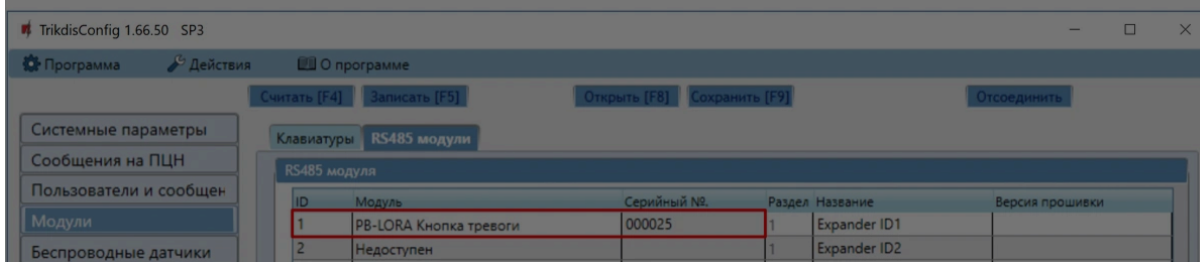 TrikdisConfig 1.66.50 SP3
Программа Действия О программе
Считать [F4] Записать [F5] Открыть [F8] Сохранить [F9] Отсоединить
Системные параметры
Клавиатуры RS485 модули
Сообщения на ПЦН
RS485 модуля
Пользователи и сообщен
ID Модуль Серийный №. Раздел Название Версия прошивки
Модули
1 PB-LORA Кнопка тревоги 000025 1 Expander ID1
2 Недоступен 1 Expander ID2
Беспроводные датчики